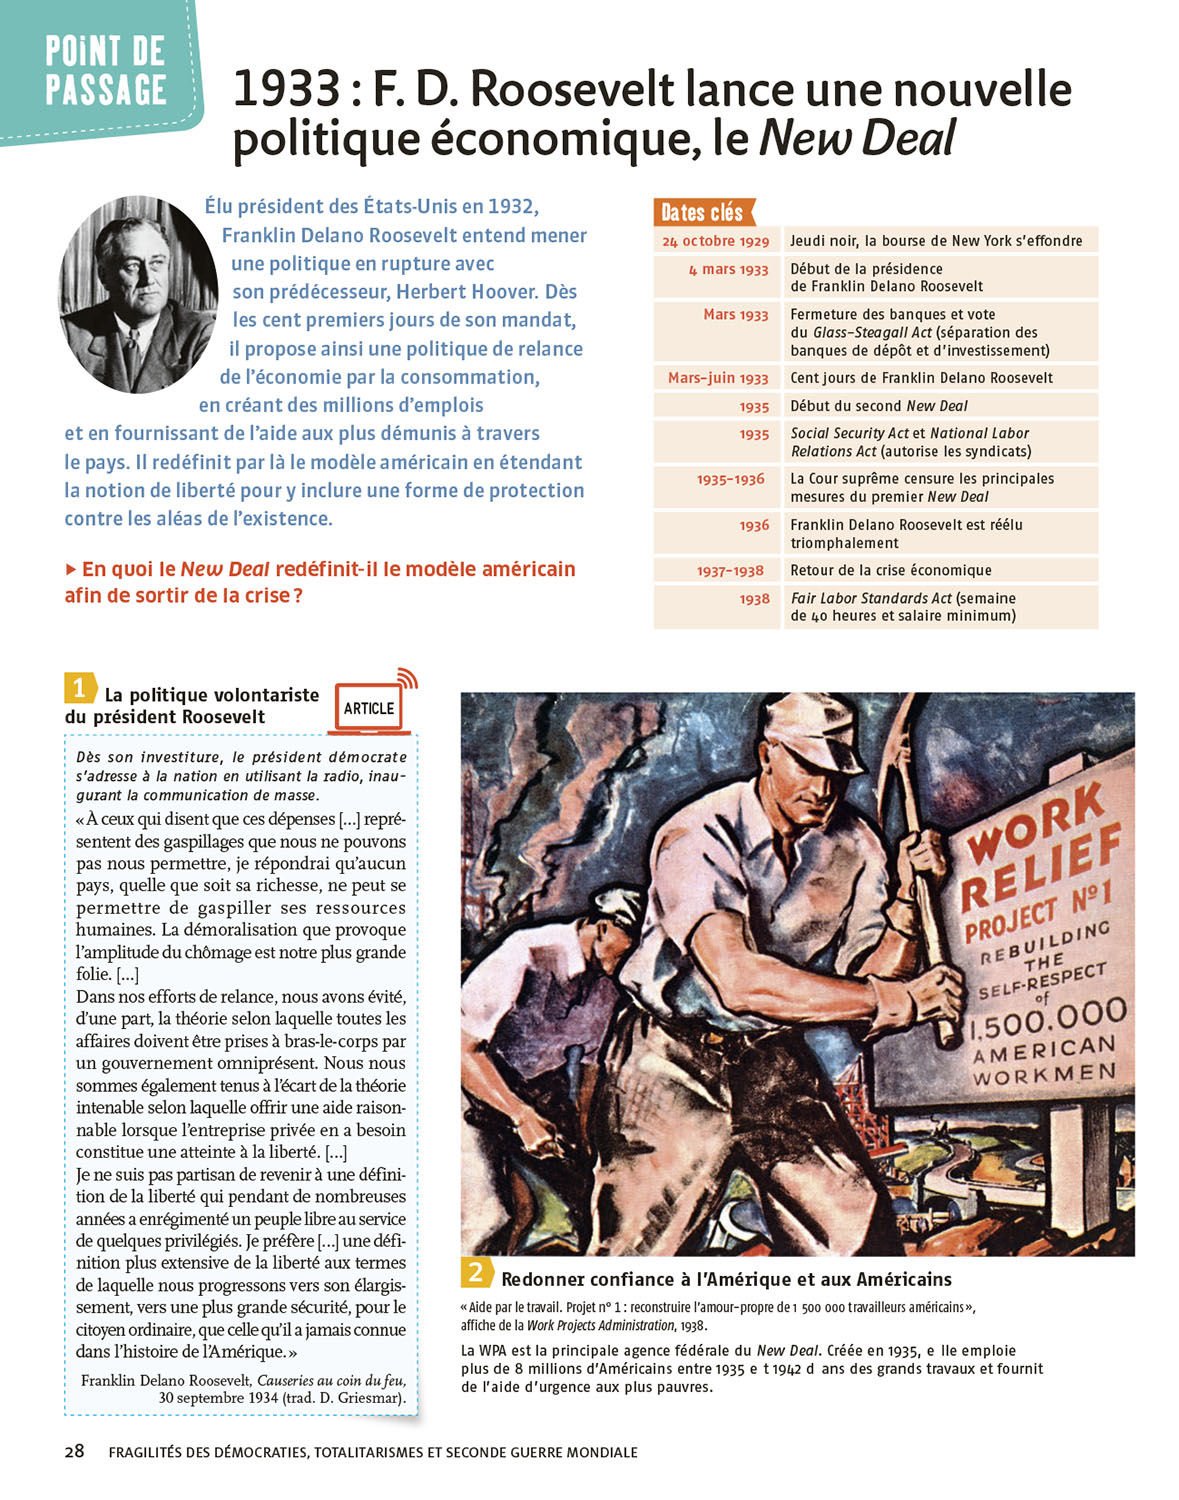 POINT DE
PASSAGE
1933 : F. D. Roosevelt lance une nouvelle
politique économique, le New Deal
Élu président des États-Unis en 1932,
Franklin Delano Roosevelt entend mener
une politique en rupture avec
son prédécesseur, Herbert Hoover. Dès
les cent premiers jours de son mandat,
il propose ainsi une politique de relance
de l'économie par la consommation,
en créant des millions d'emplois
et en fournissant de l'aide aux plus démunis à travers
le pays. Il redéfinit par là le modèle américain en étendant
la notion de liberté pour y inclure une forme de protection
contre les aléas de l'existence.
▶ En quoi le New Deal redéfinit-il le modèle américain
afin de sortir de la crise ?
Dates clés
24 octobre 1929 Jeudi noir, la bourse de New York s'effondre
4 mars 1933 Début de la présidence
de Franklin Delano Roosevelt
Mars 1933 Fermeture des banques et vote
du Glass-Steagall Act (séparation des
banques de dépôt et d'investissement)
Mars-juin 1933 Cent jours de Franklin Delano Roosevelt
1935 Début du second New Deal
1935 Social Security Act et National Labor
Relations Act (autorise les syndicats)
1935-1936 La Cour suprême censure les principales
mesures du premier New Deal
1936 Franklin Delano Roosevelt est réélu
triomphalement
1937-1938 Retour de la crise économique
1938 Fair Labor Standards Act (semaine
de 40 heures et salaire minimum)
1 La politique volontariste
du président Roosevelt
ARTICLE
Dès son investiture, le président démocrate
s'adresse à la nation en utilisant la radio, inau-
gurant la communication de masse.
« À ceux qui disent que ces dépenses [...] repré-
sentent des gaspillages que nous ne pouvons
pas nous permettre, je répondrai qu'aucun
pays, quelle que soit sa richesse, ne peut se
permettre de gaspiller ses ressources
humaines. La démoralisation que provoque
l'amplitude du chômage est notre plus grande
folie. [...]
Dans nos efforts de relance, nous avons évité,
d'une part, la théorie selon laquelle toutes les
affaires doivent être prises à bras-le-corps par
un gouvernement omniprésent. Nous nous
sommes également tenus à l'écart de la théorie
intenable selon laquelle offrir une aide raison-
nable lorsque l'entreprise privée en a besoin
constitue une atteinte à la liberté. [...]
Je ne suis pas partisan de revenir à une défini-
tion de la liberté qui pendant de nombreuses
années a enrégimenté un peuple libre au service
de quelques privilégiés. Je préfère [...] une défi-
nition plus extensive de la liberté aux termes
de laquelle nous progressons vers son élargis-
sement, vers une plus grande sécurité, pour le
citoyen ordinaire, que celle qu'il a jamais connue
dans l'histoire de l'Amérique. »
Franklin Delano Roosevelt, Causeries au coin du feu,
30 septembre 1934 (trad. D. Griesmar).
WORK
RELIEF
PROJECT Nº 1
REBUILDING
THE
SELF-RESPECT
of
1,500.000
AMERICAN
WORKMEN
2 Redonner confiance à l'Amérique et aux Américains
« Aide par le travail. Projet n° 1 : reconstruire l'amour-propre de 1 500 000 travailleurs américains »,
affiche de la Work Projects Administration, 1938.
La WPA est la principale agence fédérale du New Deal. Créée en 1935, e lle emploie
plus de 8 millions d'Américains entre 1935 e t 1942 d ans des grands travaux et fournit
de l'aide d'urgence aux plus pauvres.
28 FRAGILITÉS DES DÉMOCRATIES, TOTALITARISMES ET SECONDE GUERRE MONDIALE